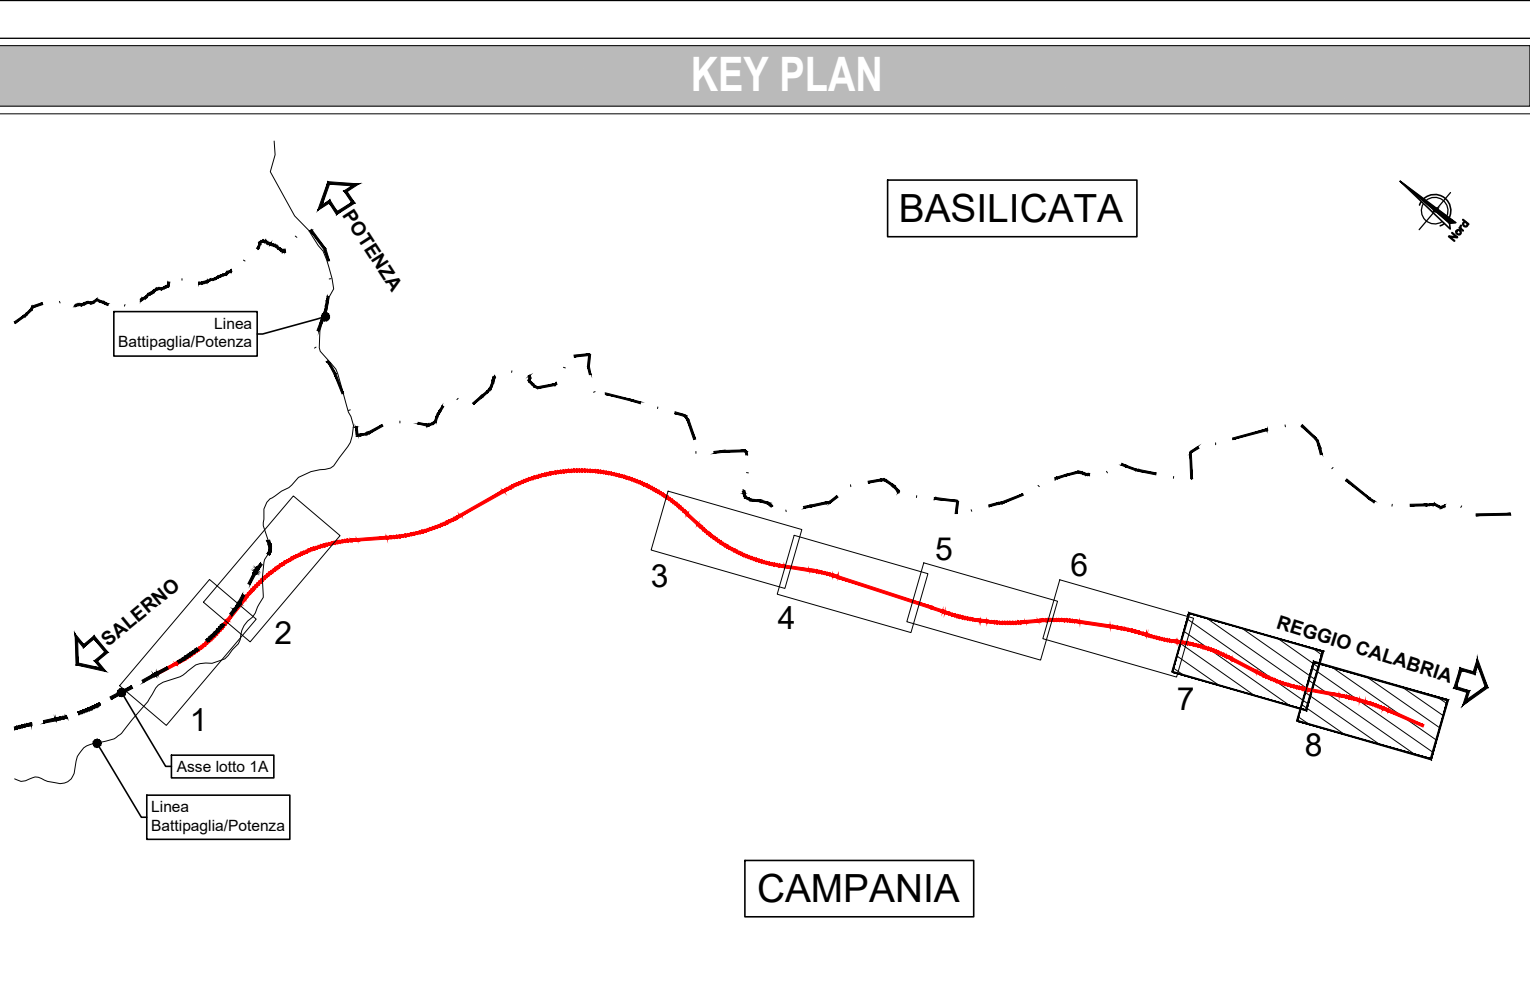 KEY PLAN
BASILICATA
Nord
POTENZA
Linea
Battipaglia/Potenza
SALERNO
1
2
3
4
5
6
7
8
REGGIO CALABRIA
Asse lotto 1A
Linea
Battipaglia/Potenza
CAMPANIA